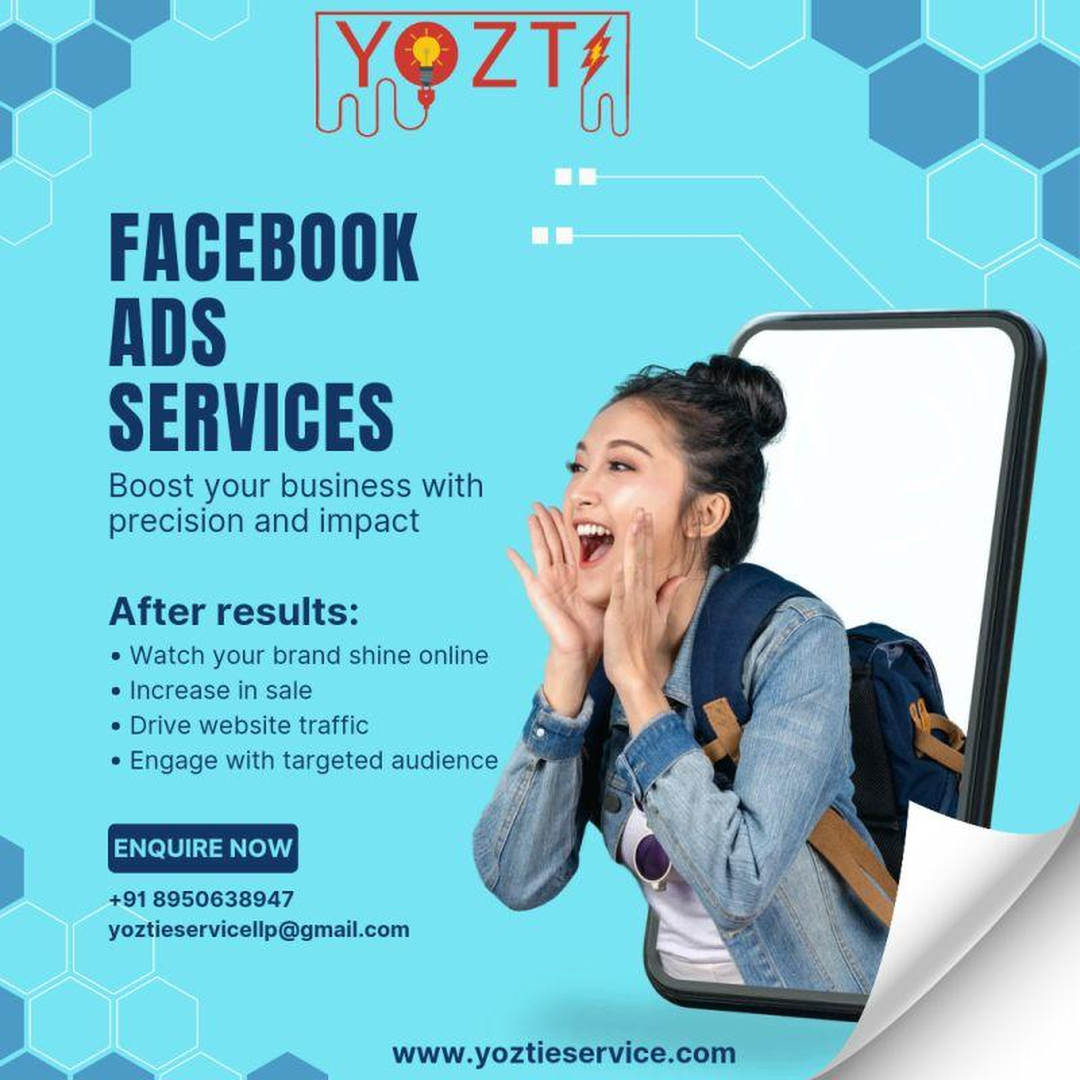 YOZTI
FACEBOOK
ADS
SERVICES
Boost your business with
precision and impact
After results:
• Watch your brand shine online
• Increase in sale
• Drive website traffic
• Engage with targeted audience
ENQUIRE NOW
+91 8950638947
yoztieservicellp@gmail.com
www.yoztieservice.com